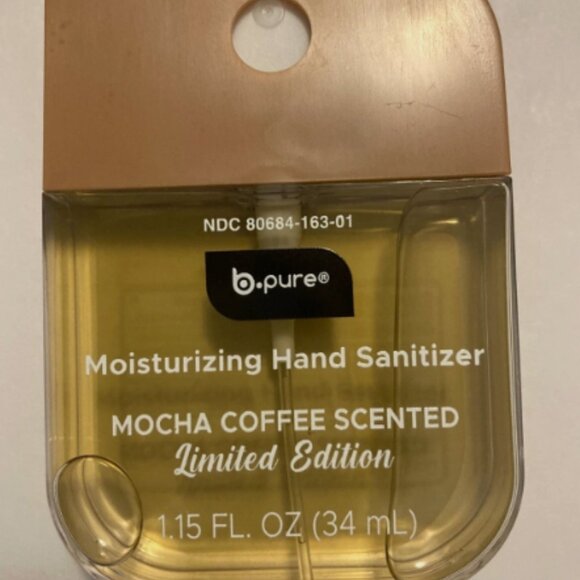 NDC 80684-163-01
b.pure®
Moisturizing Hand Sanitizer
MOCHA COFFEE SCENTED
Limited Edition
1.15 FL. OZ (34 mL)